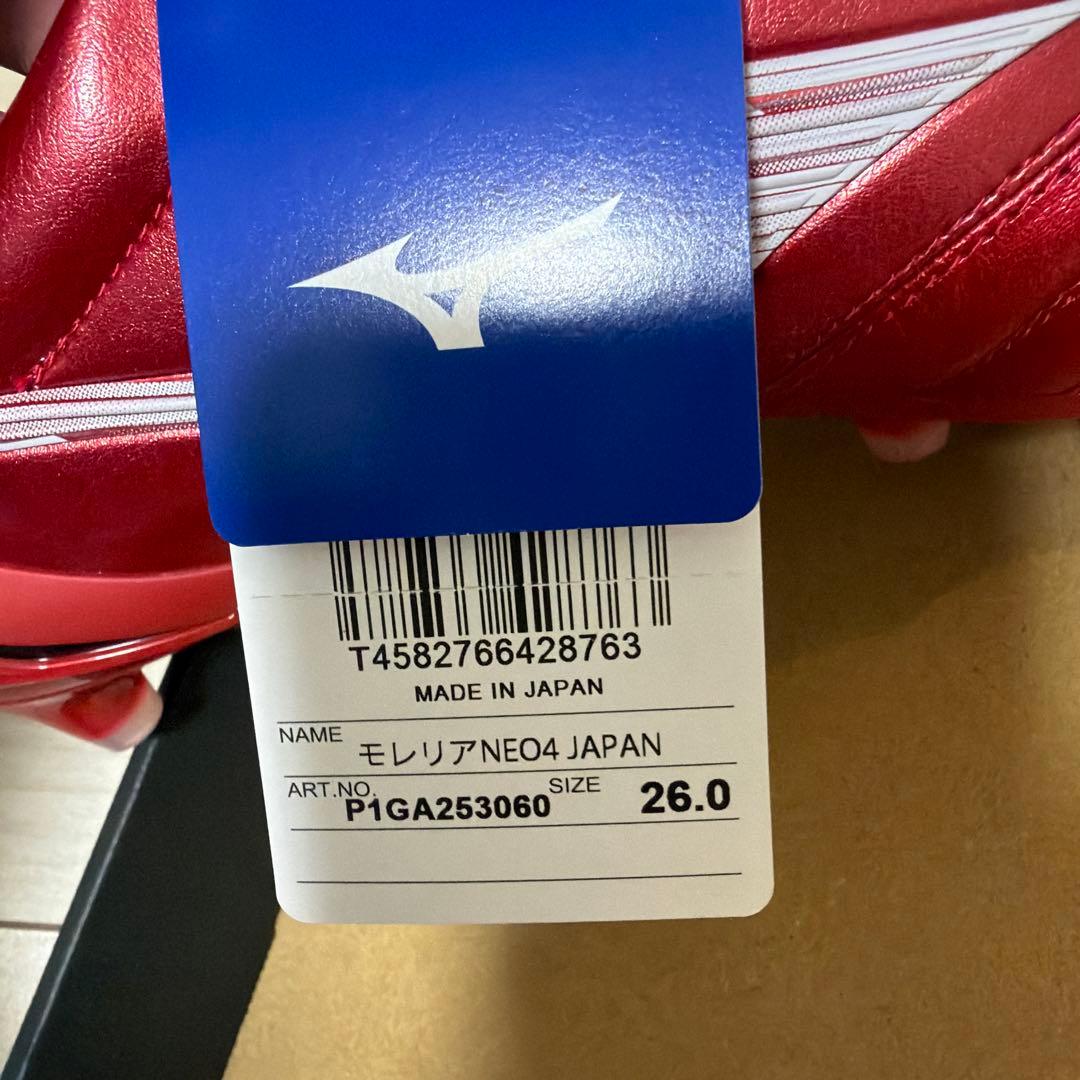 T4582766428763
MADE IN JAPAN
NAME モレリアNEO4 JAPAN
ART.NO. P1GA253060 SIZE 26.0